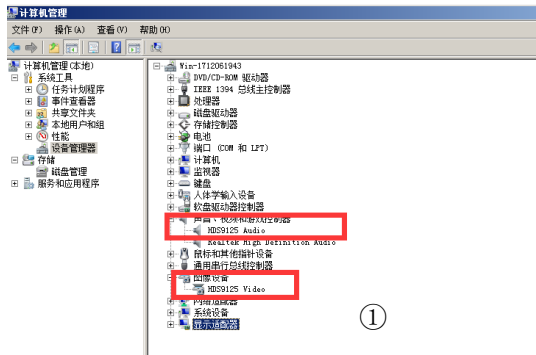 计算机管理
文件(F) 操作(A) 查看(V) 帮助(H)
计算机管理(本地)
系统工具
任务计划程序
事件查看器
共享文件夹
本地用户和组
性能
设备管理器
存储
磁盘管理
服务和应用程序
Win-1712061943
DVD/CD-ROM 驱动器
IEEE 1394 总线主控制器
处理器
磁盘驱动器
存储控制器
电池
端口 (COM 和 LPT)
计算机
监视器
键盘
人体学输入设备
软盘驱动器控制器
声音、视频和游戏控制器
HDS9125 Audio
Realtek High Definition Audio
鼠标和其他指针设备
通用串行总线控制器
图像设备
HDS9125 Video
网络适配器
系统设备
显示适配器
①